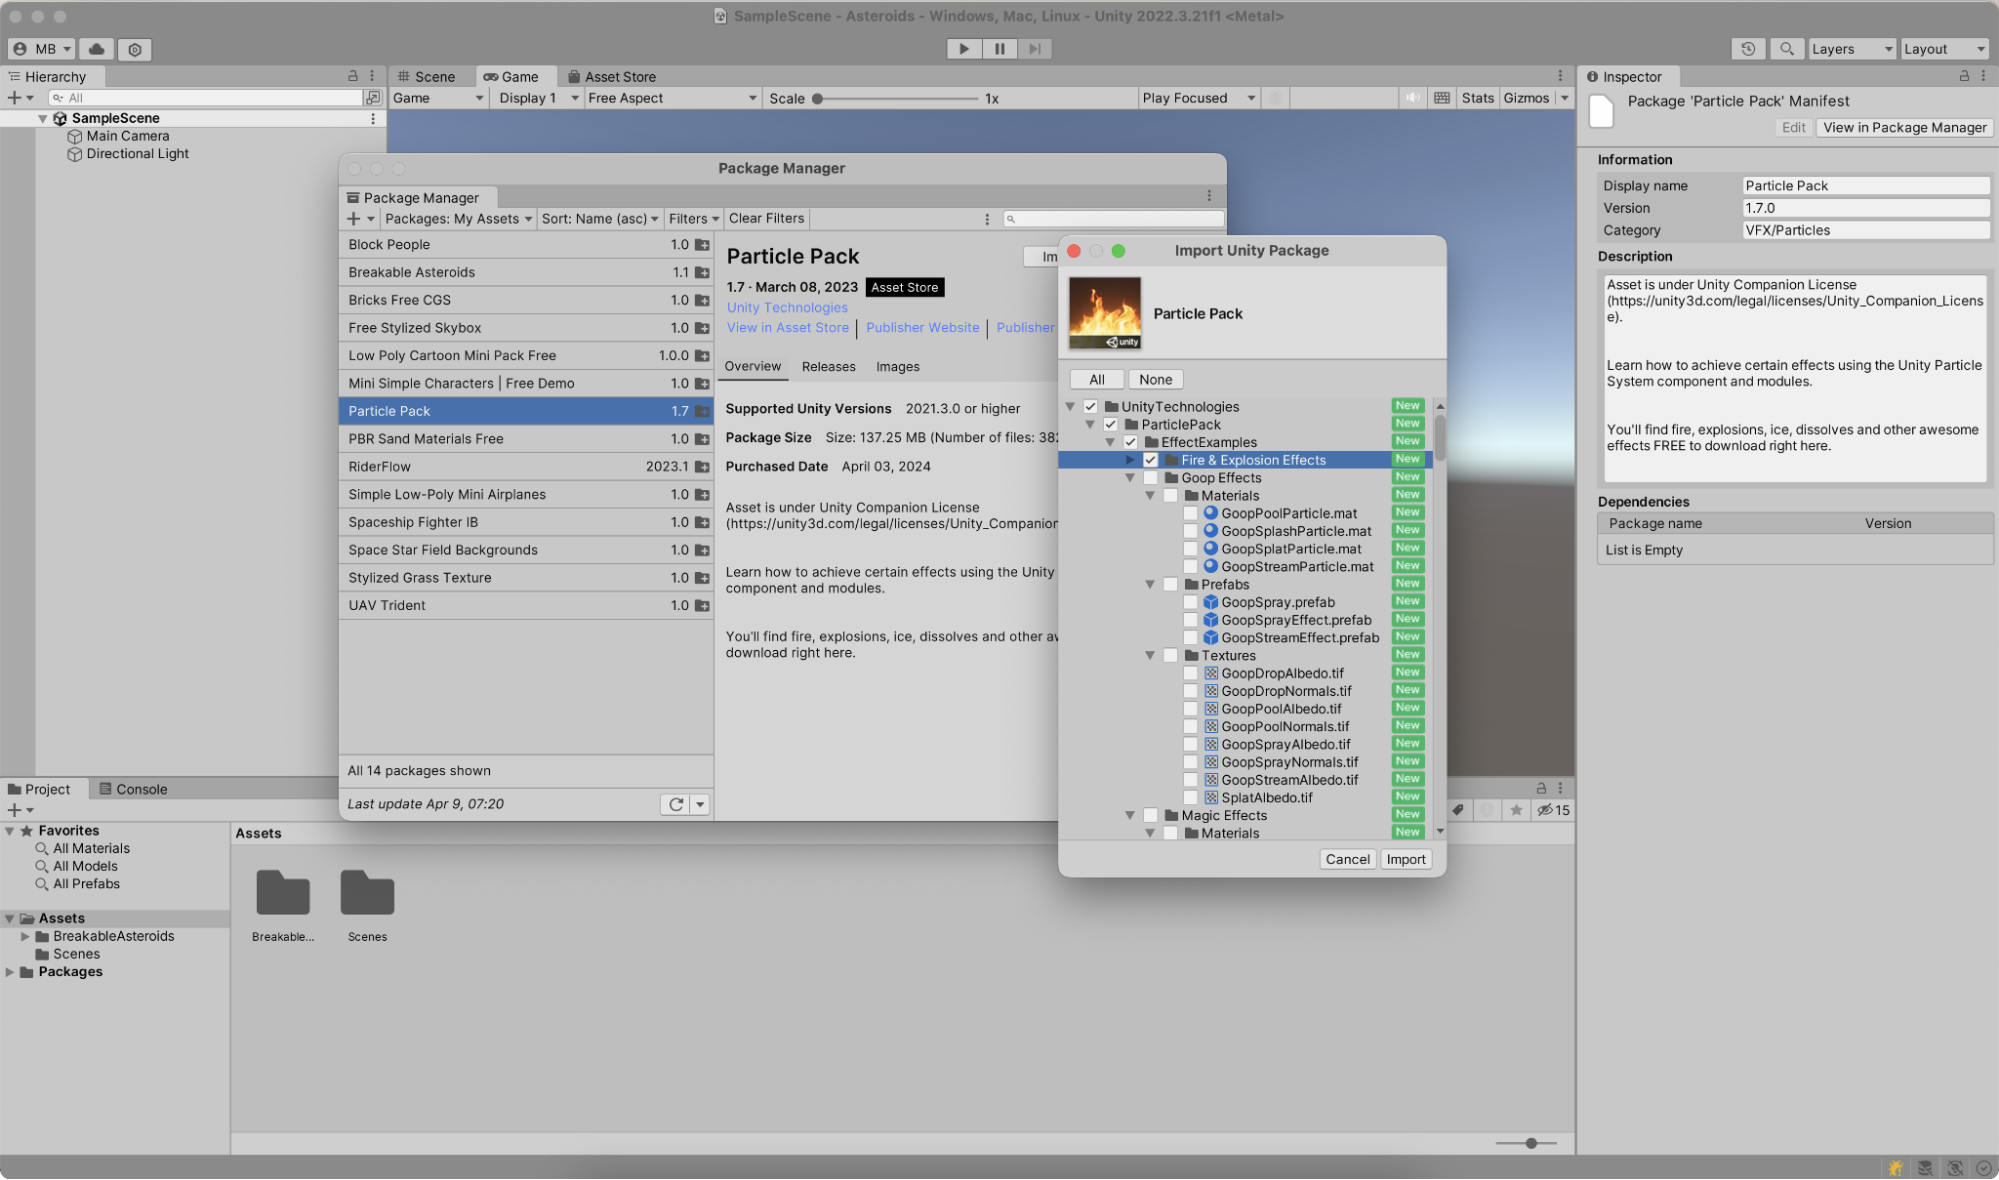 SampleScene - Asteroids - Windows, Mac, Linux - Unity 2022.3.21f1 <Metal>
MB
Layers
Layout
Hierarchy
All
SampleScene
Main Camera
Directional Light
Scene
Game
Asset Store
Game
Display 1
Free Aspect
Scale
1x
Play Focused
Stats
Gizmos
Package Manager
Package Manager
Packages: My Assets
Sort: Name (asc)
Filters
Clear Filters
Block People 1.0
Breakable Asteroids 1.1
Bricks Free CGS 1.0
Free Stylized Skybox 1.0
Low Poly Cartoon Mini Pack Free 1.0.0
Mini Simple Characters | Free Demo 1.0
Particle Pack 1.7
PBR Sand Materials Free 1.0
RiderFlow 2023.1
Simple Low-Poly Mini Airplanes 1.0
Spaceship Fighter IB 1.0
Space Star Field Backgrounds 1.0
Stylized Grass Texture 1.0
UAV Trident 1.0
All 14 packages shown
Last update Apr 9, 07:20
Particle Pack
Im
1.7 · March 08, 2023 Asset Store
Unity Technologies
View in Asset Store Publisher Website Publisher
Overview Releases Images
Supported Unity Versions 2021.3.0 or higher
Package Size Size: 137.25 MB (Number of files: 382
Purchased Date April 03, 2024
Asset is under Unity Companion License
(https://unity3d.com/legal/licenses/Unity_Companion
Learn how to achieve certain effects using the Unity
component and modules.
You'll find fire, explosions, ice, dissolves and other aw
download right here.
Import Unity Package
unity
Particle Pack
All None
UnityTechnologies New
ParticlePack New
EffectExamples New
Fire & Explosion Effects New
Goop Effects New
Materials New
GoopPoolParticle.mat New
GoopSplashParticle.mat New
GoopSplatParticle.mat New
GoopStreamParticle.mat New
Prefabs New
GoopSpray.prefab New
GoopSprayEffect.prefab New
GoopStreamEffect.prefab New
Textures New
GoopDropAlbedo.tif New
GoopDropNormals.tif New
GoopPoolAlbedo.tif New
GoopPoolNormals.tif New
GoopSprayAlbedo.tif New
GoopSprayNormals.tif New
GoopStreamAlbedo.tif New
SplatAlbedo.tif New
Magic Effects New
Materials New
Cancel Import
Inspector
Package 'Particle Pack' Manifest
Edit View in Package Manager
Information
Display name Particle Pack
Version 1.7.0
Category VFX/Particles
Description
Asset is under Unity Companion License
(https://unity3d.com/legal/licenses/Unity_Companion_Licens
e).
Learn how to achieve certain effects using the Unity Particle
System component and modules.
You'll find fire, explosions, ice, dissolves and other awesome
effects FREE to download right here.
Dependencies
Package name Version
List is Empty
Project
Console
15
Favorites
All Materials
All Models
All Prefabs
Assets
BreakableAsteroids
Scenes
Packages
Assets
Breakable...
Scenes